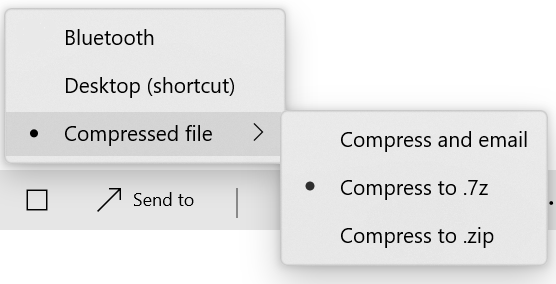 Bluetooth
Desktop (shortcut)
Compressed file
Compress and email
Compress to .7z
Compress to .zip
Send to